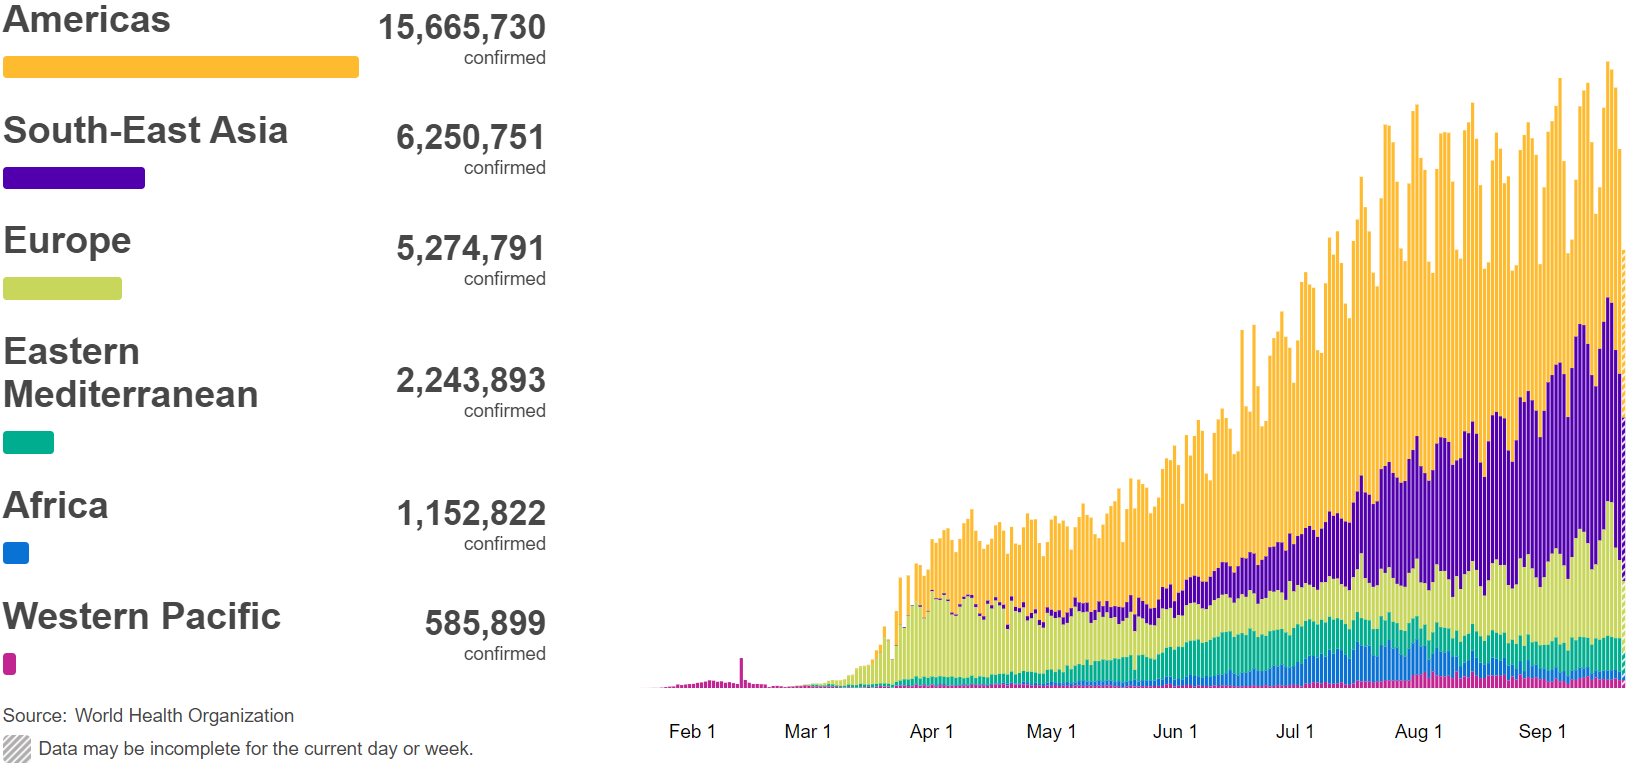 Americas
15,665,730
confirmed
South-East Asia
6,250,751
confirmed
Europe
5,274,791
confirmed
Eastern
Mediterranean
2,243,893
confirmed
Africa
1,152,822
confirmed
Western Pacific
585,899
confirmed
Source: World Health Organization
Data may be incomplete for the current day or week.
Feb 1 Mar 1 Apr 1 May 1 Jun 1 Jul 1 Aug 1 Sep 1